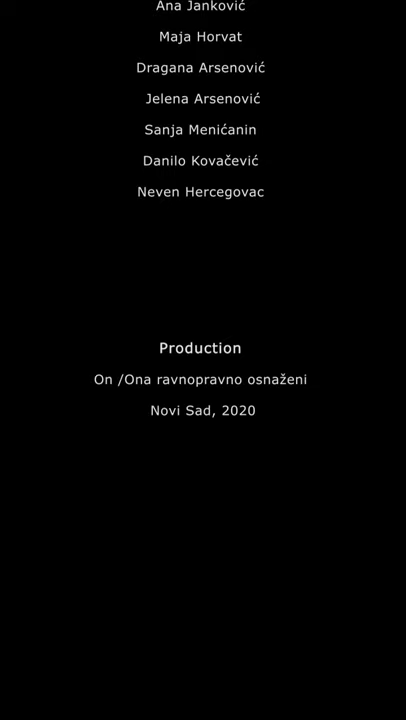 Ana Janković
Maja Horvat
Dragana Arsenović
Jelena Arsenović
Sanja Menićanin
Danilo Kovačević
Neven Hercegovac
Production
On /Ona ravnopravno osnaženi
Novi Sad, 2020